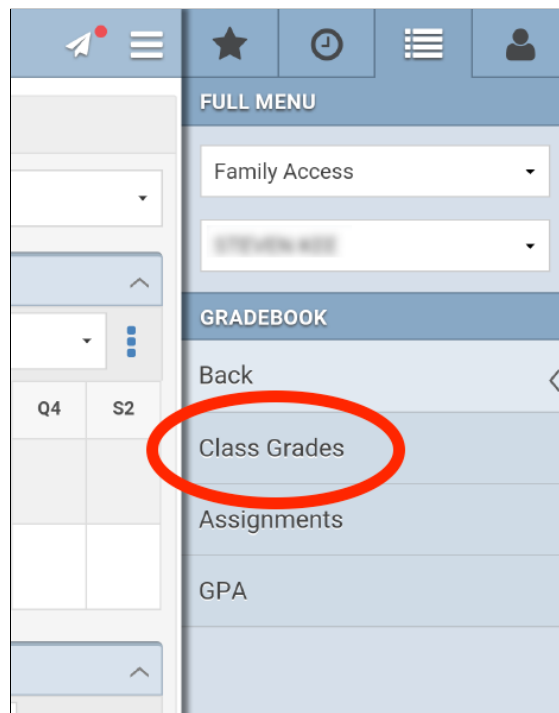 FULL MENU
Family Access
GRADEBOOK
Back
Q4 S2
Class Grades
Assignments
GPA